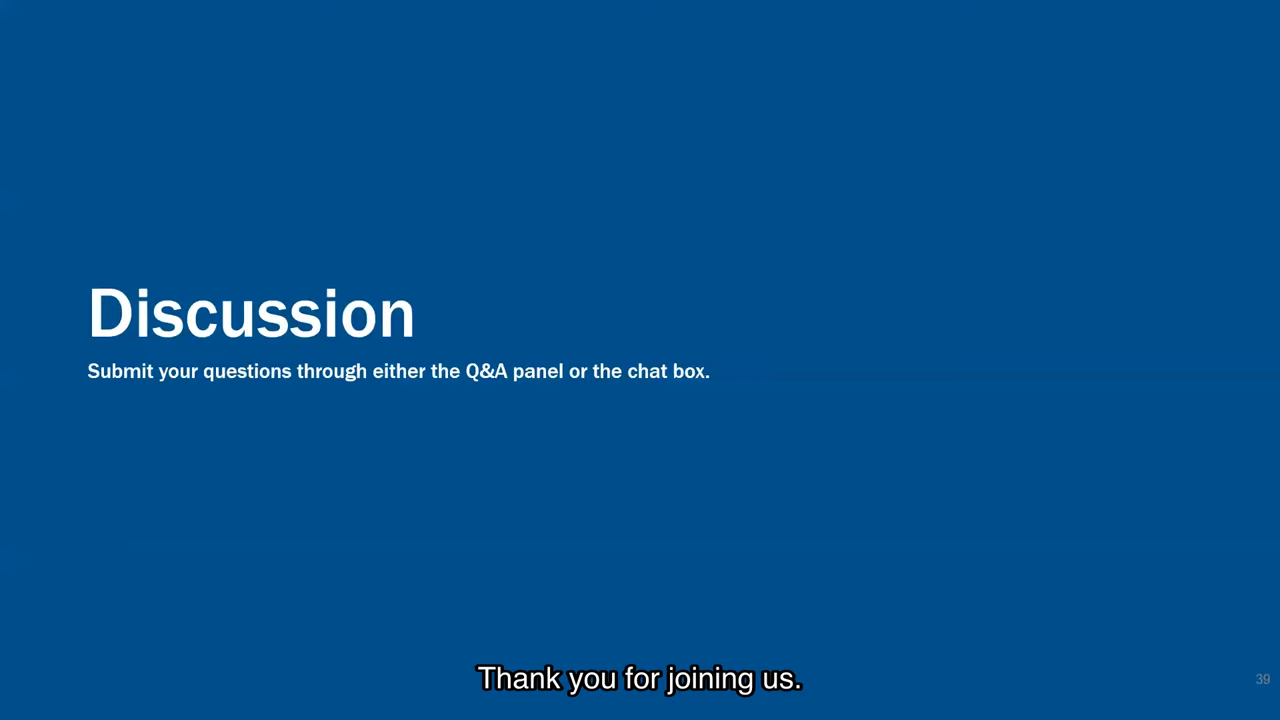 Discussion
Submit your questions through either the Q&A panel or the chat box.
Thank you for joining us.
39